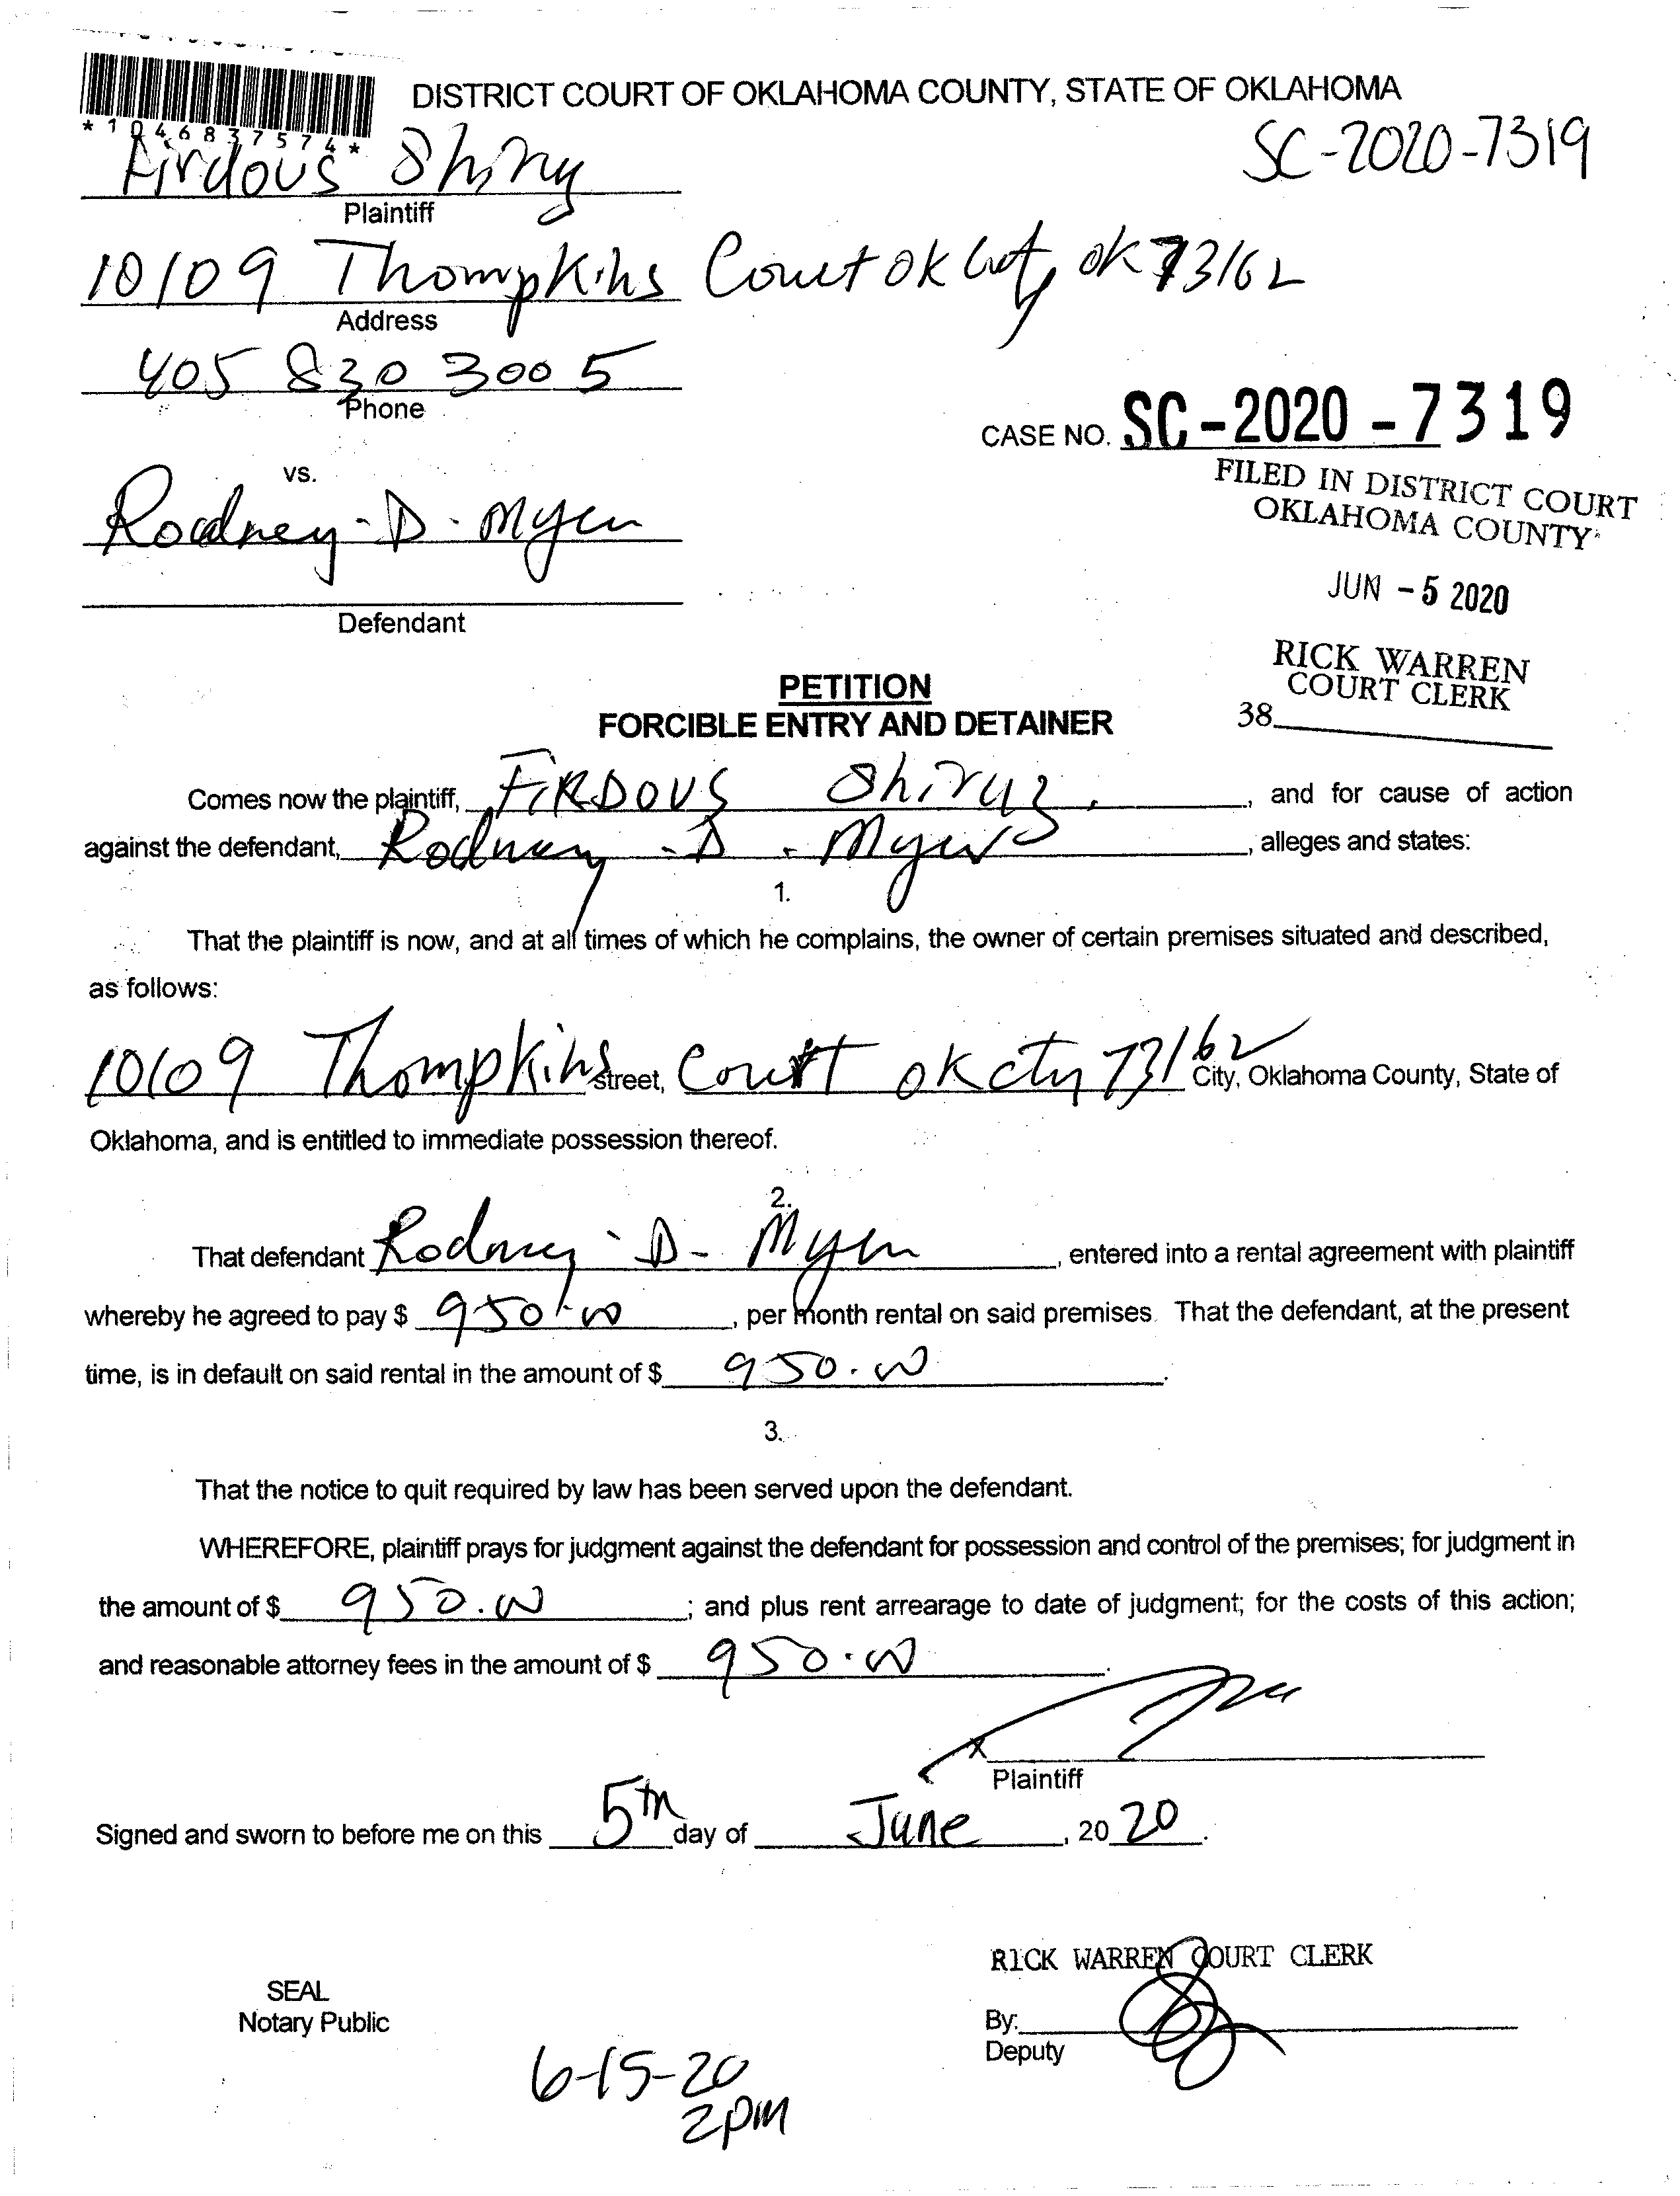 DISTRICT COURT OF OKLAHOMA COUNTY, STATE OF OKLAHOMA
*1046837574*
SC-2020-7319
Firdous
Plaintiff
10109 Thompkins Court OK City, OK 73162
Address
405 830 3005
Phone
CASE NO. SC-2020-7319
vs.
FILED IN DISTRICT COURT
OKLAHOMA COUNTY
Rodney-D-Myers
JUN -5 2020
Defendant
RICK WARREN
COURT CLERK
38
PETITION
FORCIBLE ENTRY AND DETAINER
Comes now the plaintiff, FIRDOUS Shiraz, and for cause of action
against the defendant, Rodney - D - Myers, alleges and states:
1.
That the plaintiff is now, and at all times of which he complains, the owner of certain premises situated and described,
as follows:
10109 Thompkins Street, Court OK cty 73162 City, Oklahoma County, State of
Oklahoma, and is entitled to immediate possession thereof.
2.
That defendant Rodney-D-Myers, entered into a rental agreement with plaintiff
whereby he agreed to pay $ 950.00, per month rental on said premises. That the defendant, at the present
time, is in default on said rental in the amount of $ 950.00.
3.
That the notice to quit required by law has been served upon the defendant.
WHEREFORE, plaintiff prays for judgment against the defendant for possession and control of the premises; for judgment in
the amount of $ 950.00; and plus rent arrearage to date of judgment; for the costs of this action;
and reasonable attorney fees in the amount of $ 950.00.
X
Plaintiff
Signed and sworn to before me on this 5th day of June, 2020.
RICK WARREN COURT CLERK
SEAL
Notary Public
By:
Deputy
6-15-20
2pm